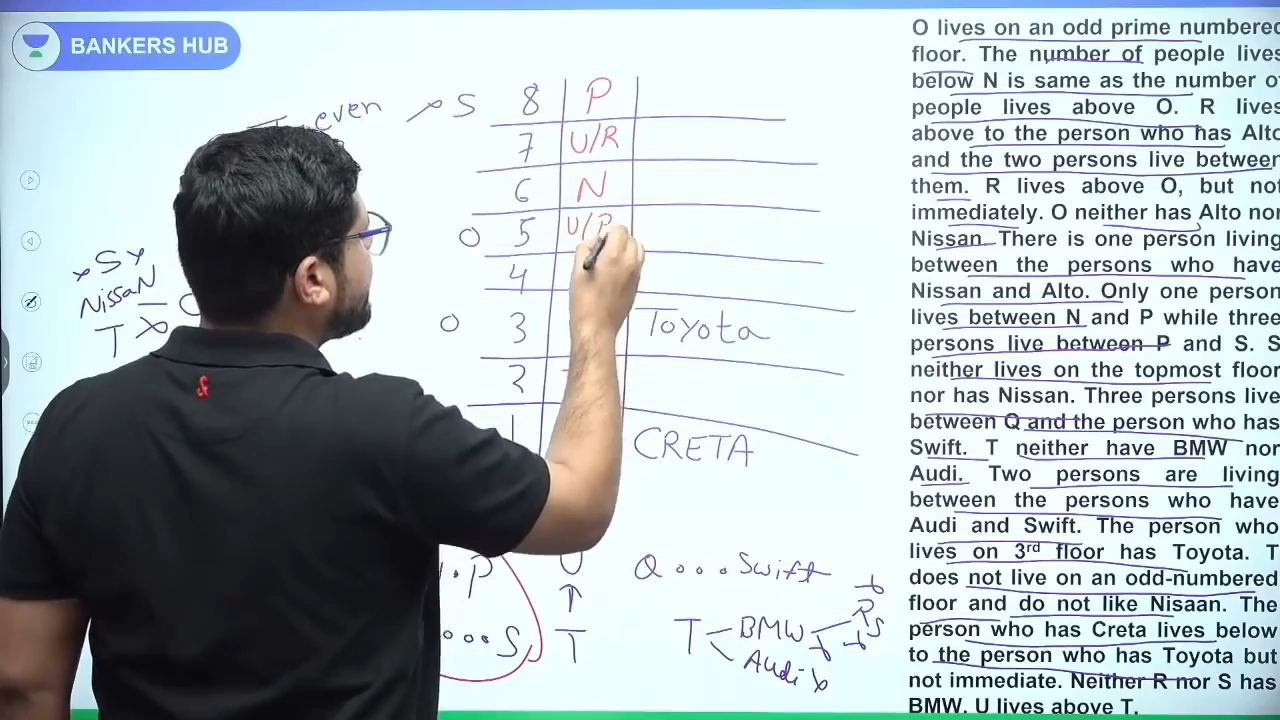 BANKERS HUB
even
S
8 P
7 U/R
6 N
O 5 U/R
4
O 3 Toyota
2
1 CRETA
S
Nissan
T
P
U
S
T
Q ... Swift
T BMW R S
Audi
O lives on an odd prime numbered
floor. The number of people lives
below N is same as the number of
people lives above O. R lives
above to the person who has Alto
and the two persons live between
them. R lives above O, but not
immediately. O neither has Alto nor
Nissan. There is one person living
between the persons who have
Nissan and Alto. Only one person
lives between N and P while three
persons live between P and S. S
neither lives on the topmost floor
nor has Nissan. Three persons live
between Q and the person who has
Swift. T neither have BMW nor
Audi. Two persons are living
between the persons who have
Audi and Swift. The person who
lives on 3rd floor has Toyota. T
does not live on an odd-numbered
floor and do not like Nisaan. The
person who has Creta lives below
to the person who has Toyota but
not immediate. Neither R nor S has
BMW. U lives above T.